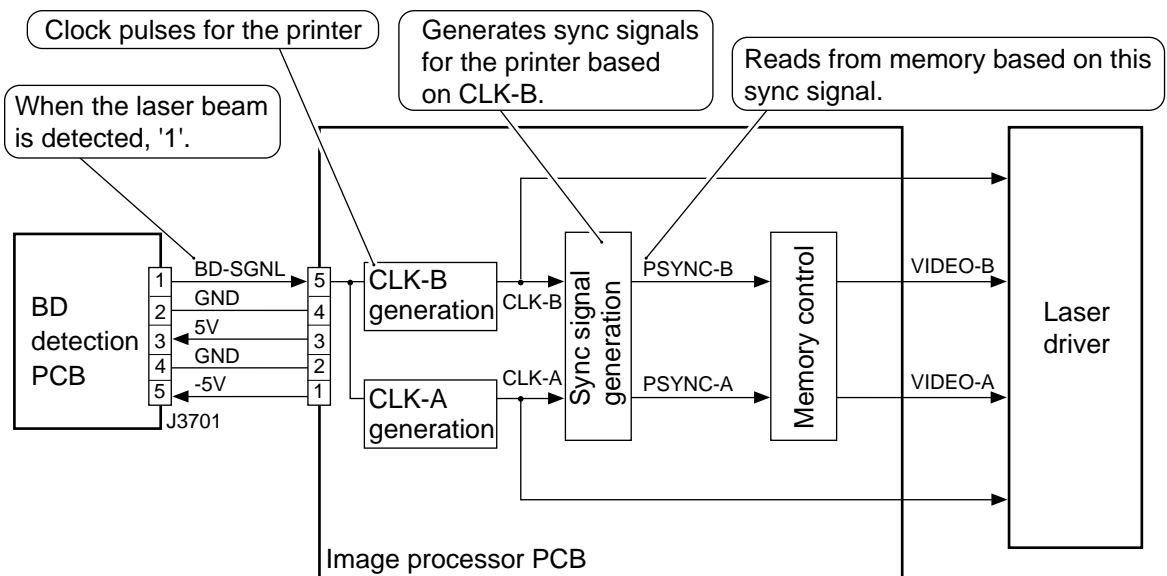 Clock pulses for the printer
Generates sync signals
for the printer based
on CLK-B.
Reads from memory based on this
sync signal.
When the laser beam
is detected, '1'.
BD
detection
PCB
1
2
3
4
5
J3701
BD-SGNL
GND
5V
GND
-5V
5
4
3
2
1
CLK-B
generation
CLK-A
generation
CLK-B
CLK-A
Sync signal
generation
PSYNC-B
PSYNC-A
Memory control
VIDEO-B
VIDEO-A
Laser
driver
Image processor PCB